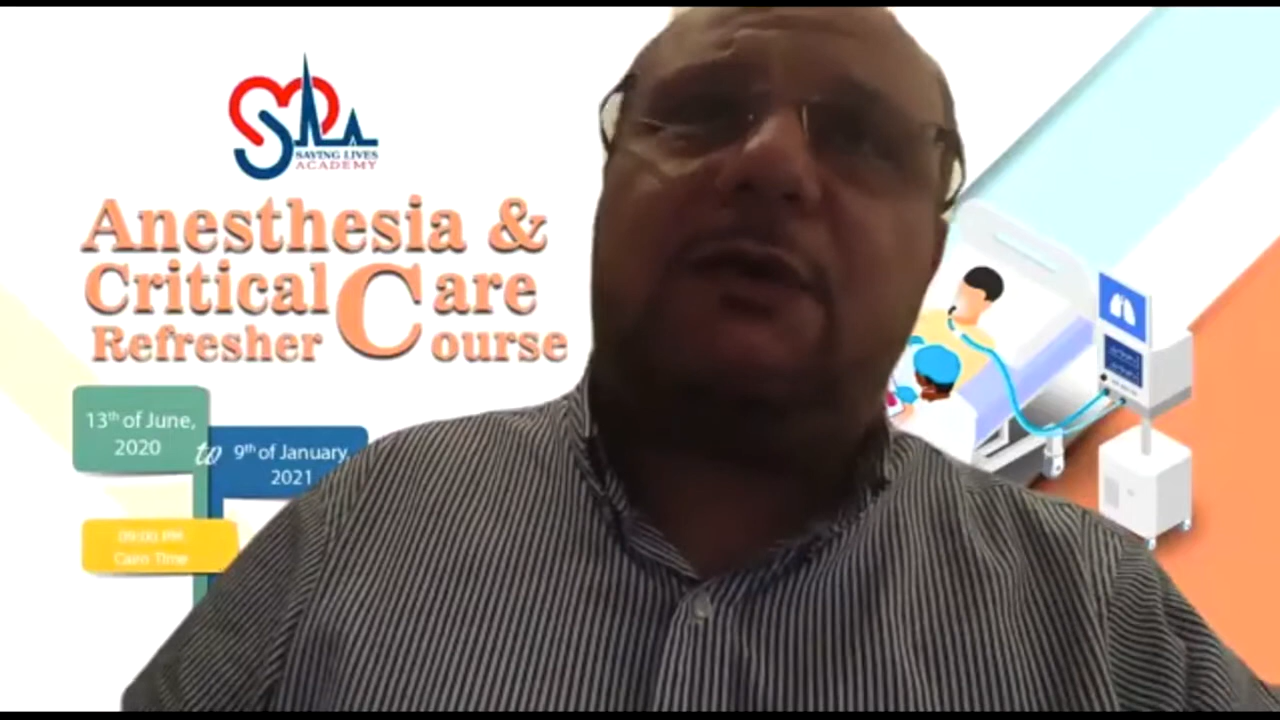 SAVING LIVES
ACADEMY
Anesthesia &
Critical Care
Refresher Course
13th of June,
2020
to
9th of January,
2021
09:00 PM
Cairo Time